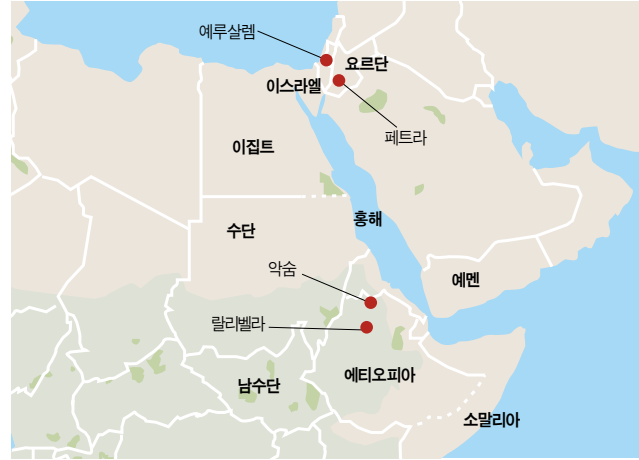 예루살렘
요르단
이스라엘
페트라
이집트
홍해
수단
악숨
예멘
랄리벨라
에티오피아
남수단
소말리아